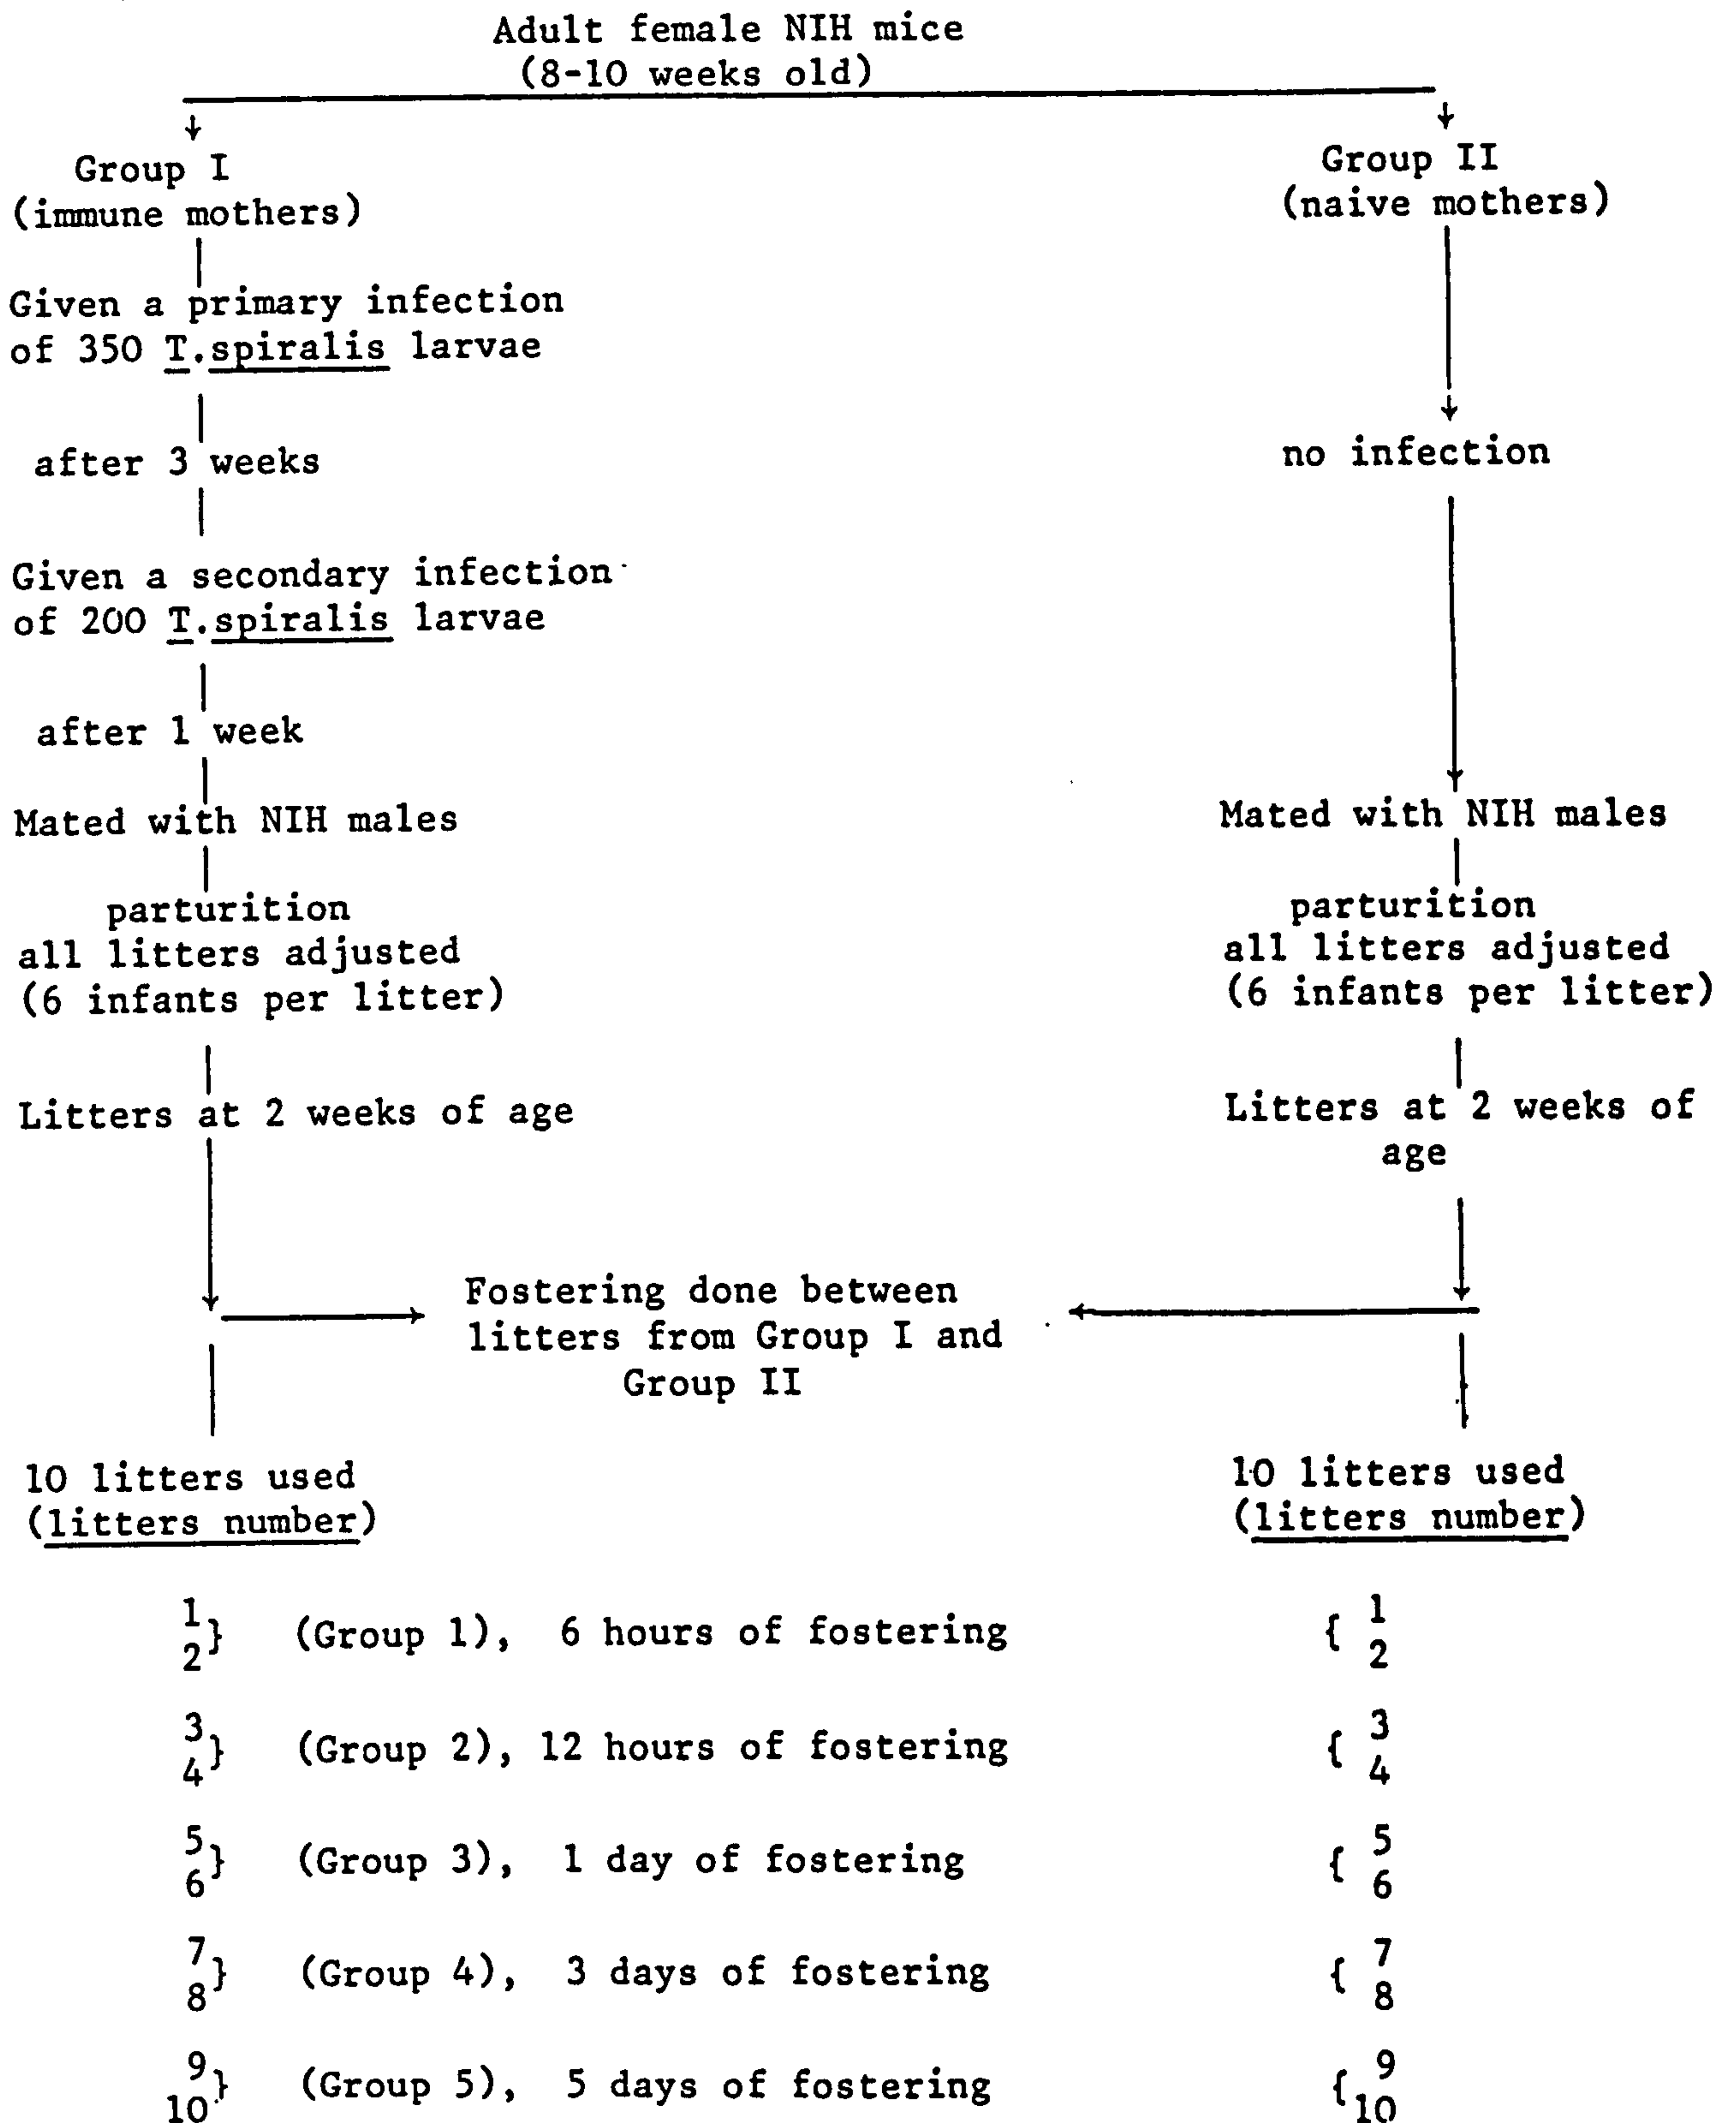 Adult female NIH mice
(8-10 weeks old)
Group I
(immune mothers)
Given a primary infection
of 350 T.spiralis larvae
after 3 weeks
Given a secondary infection
of 200 T.spiralis larvae
after 1 week
Mated with NIH males
parturition
all litters adjusted
(6 infants per litter)
Litters at 2 weeks of age
Group II
(naive mothers)
no infection
Mated with NIH males
parturition
all litters adjusted
(6 infants per litter)
Litters at 2 weeks of
age
Fostering done between
litters from Group I and
Group II
10 litters used
(litters number)
10 litters used
(litters number)
1
2} (Group 1), 6 hours of fostering { 1
2
3
4} (Group 2), 12 hours of fostering { 3
4
5
6} (Group 3), 1 day of fostering { 5
6
7
8} (Group 4), 3 days of fostering { 7
8
9
10} (Group 5), 5 days of fostering { 9
10